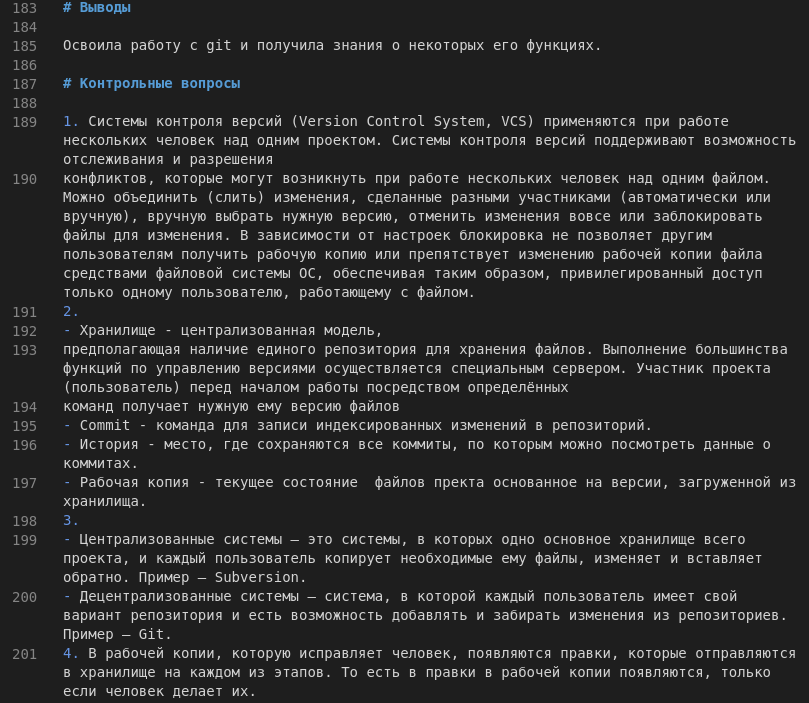 183 # Выводы
184
185 Освоила работу с git и получила знания о некоторых его функциях.
186
187 # Контрольные вопросы
188
189 1. Системы контроля версий (Version Control System, VCS) применяются при работе
нескольких человек над одним проектом. Системы контроля версий поддерживают возможность
отслеживания и разрешения
190 конфликтов, которые могут возникнуть при работе нескольких человек над одним файлом.
Можно объединить (слить) изменения, сделанные разными участниками (автоматически или
вручную), вручную выбрать нужную версию, отменить изменения вовсе или заблокировать
файлы для изменения. В зависимости от настроек блокировка не позволяет другим
пользователям получить рабочую копию или препятствует изменению рабочей копии файла
средствами файловой системы ОС, обеспечивая таким образом, привилегированный доступ
только одному пользователю, работающему с файлом.
191 2.
192 - Хранилище - централизованная модель,
193 предполагающая наличие единого репозитория для хранения файлов. Выполнение большинства
функций по управлению версиями осуществляется специальным сервером. Участник проекта
(пользователь) перед началом работы посредством определённых
194 команд получает нужную ему версию файлов
195 - Commit - команда для записи индексированных изменений в репозиторий.
196 - История - место, где сохраняются все коммиты, по которым можно посмотреть данные о
коммитах.
197 - Рабочая копия - текущее состояние  файлов пректа основанное на версии, загруженной из
хранилища.
198 3.
199 - Централизованные системы — это системы, в которых одно основное хранилище всего
проекта, и каждый пользователь копирует необходимые ему файлы, изменяет и вставляет
обратно. Пример — Subversion.
200 - Децентрализованные системы — система, в которой каждый пользователь имеет свой
вариант репозитория и есть возможность добавлять и забирать изменения из репозиториев.
Пример — Git.
201 4. В рабочей копии, которую исправляет человек, появляются правки, которые отправляются
в хранилище на каждом из этапов. То есть в правки в рабочей копии появляются, только
если человек делает их.